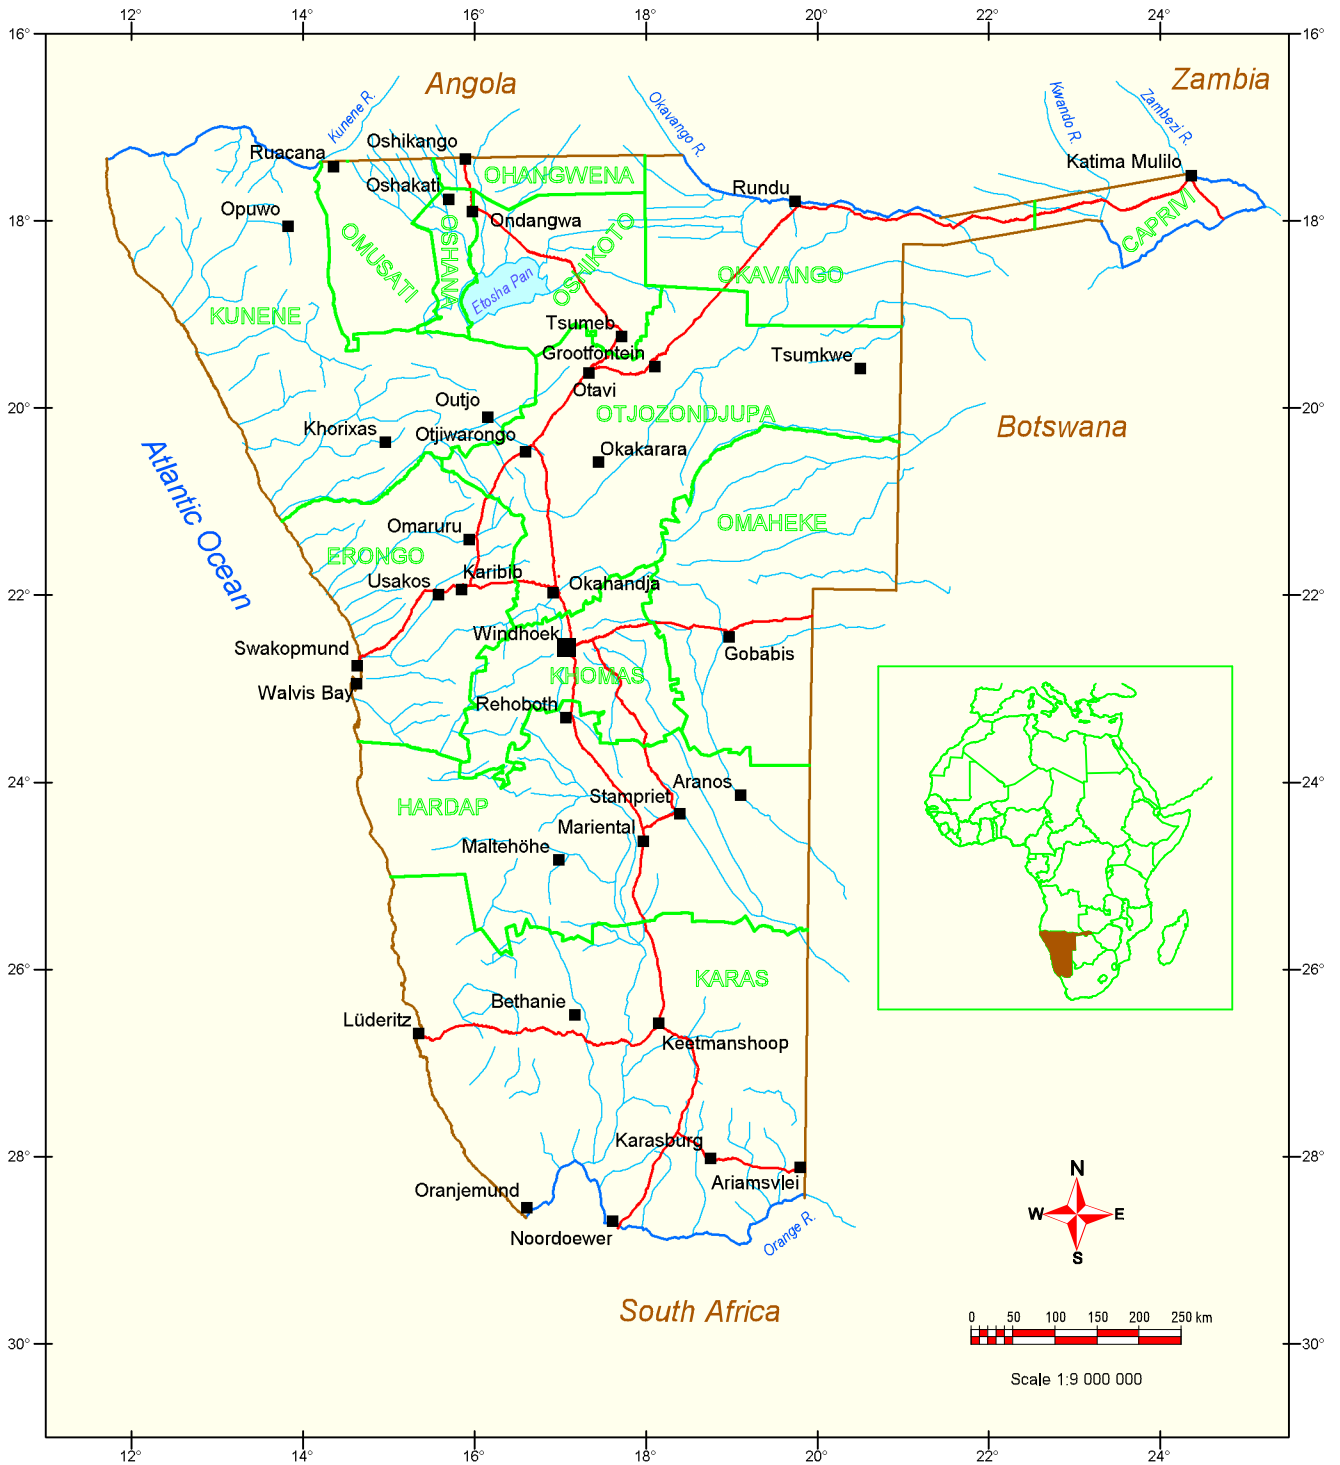 12° 14° 16° 18° 20° 22° 24°
16° 16°
Angola
Zambia
Kunene R.
Okavango R.
Kwando R.
Zambezi R.
Oshikango
Ruacana
Katima Mulilo
OHANGWENA
Oshakati
Rundu
Opuwo
Ondangwa
18° 18°
OMUSATI
OSHANA
OSHIKOTO
CAPRIVI
OKAVANGO
Etosha Pan
KUNENE
Tsumeb
Grootfontein
Tsumkwe
Otavi
Outjo
20° 20°
OTJOZONDJUPA
Khorixas
Otjiwarongo
Botswana
Okakarara
Atlantic Ocean
Omaruru
OMAHEKE
ERONGO
Karibib
Usakos
Okahandja
22° 22°
Windhoek
Swakopmund
Gobabis
KHOMAS
Walvis Bay
Rehoboth
24° 24°
Aranos
Stampriet
HARDAP
Mariental
Maltehöhe
26° 26°
KARAS
Bethanie
Lüderitz
Keetmanshoop
Karasburg
28° 28°
Ariamsvlei
Oranjemund
Noordoewer
Orange R.
N
W E
S
South Africa
0 50 100 150 200 250 km
30° 30°
Scale 1:9 000 000
12° 14° 16° 18° 20° 22° 24°